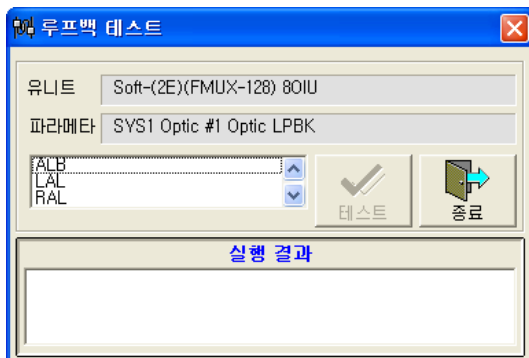 루프백 테스트
유니트 Soft-(2E)(FMUX-128) 8OIU
파라메타 SYS1 Optic #1 Optic LPBK
ALB
LAL
RAL
테스트
종료
실행 결과